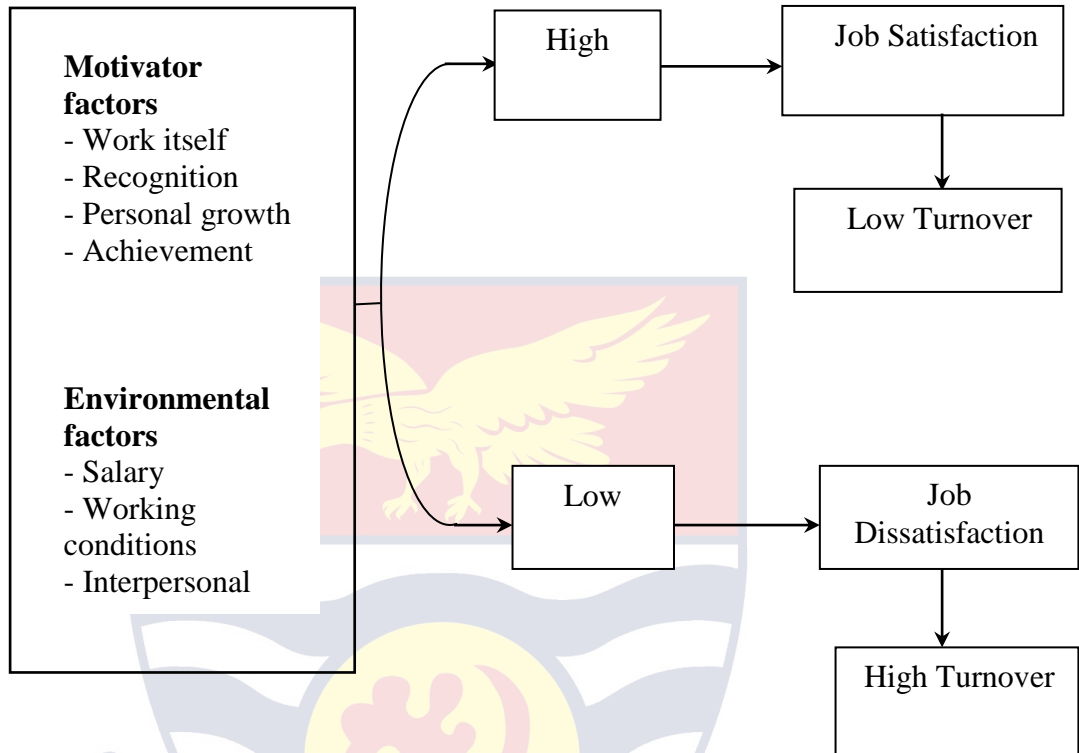 Motivator
factors
- Work itself
- Recognition
- Personal growth
- Achievement
Environmental
factors
- Salary
- Working
conditions
- Interpersonal
High
Job Satisfaction
Low Turnover
Low
Job
Dissatisfaction
High Turnover